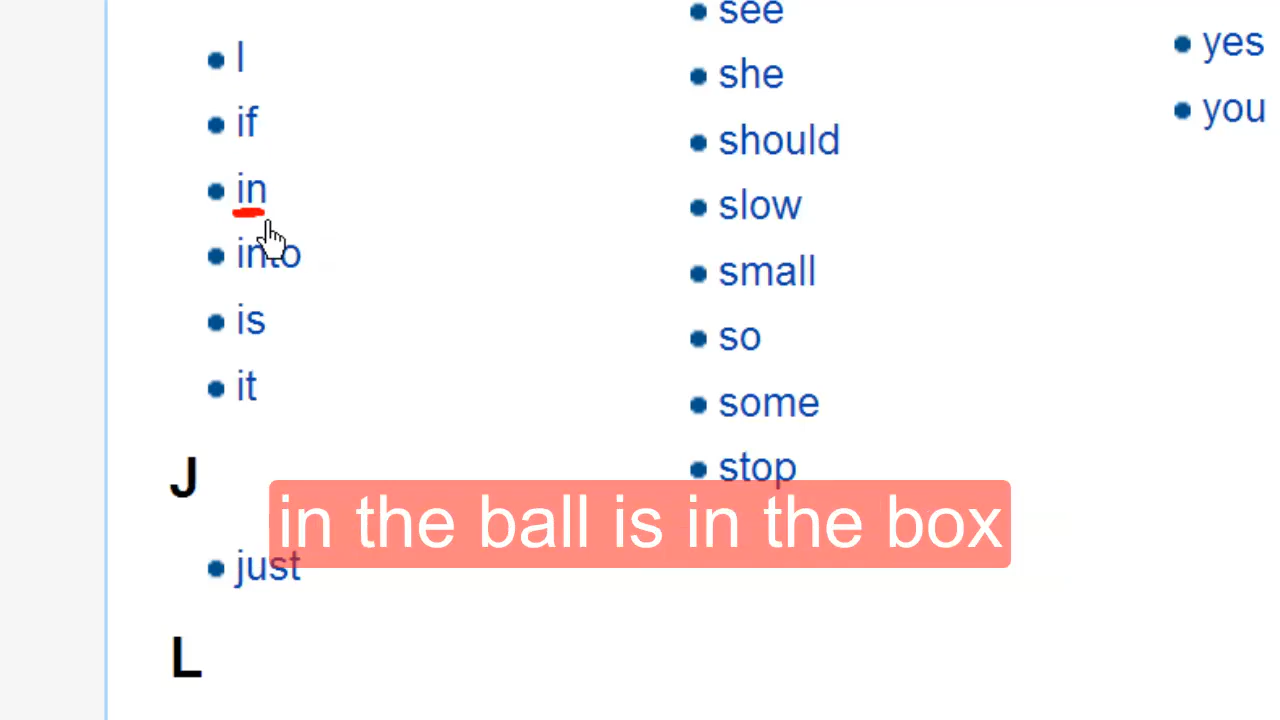 I
if
in
into
is
it
J
just
L
see
she
should
slow
small
so
some
stop
yes
you
in the ball is in the box